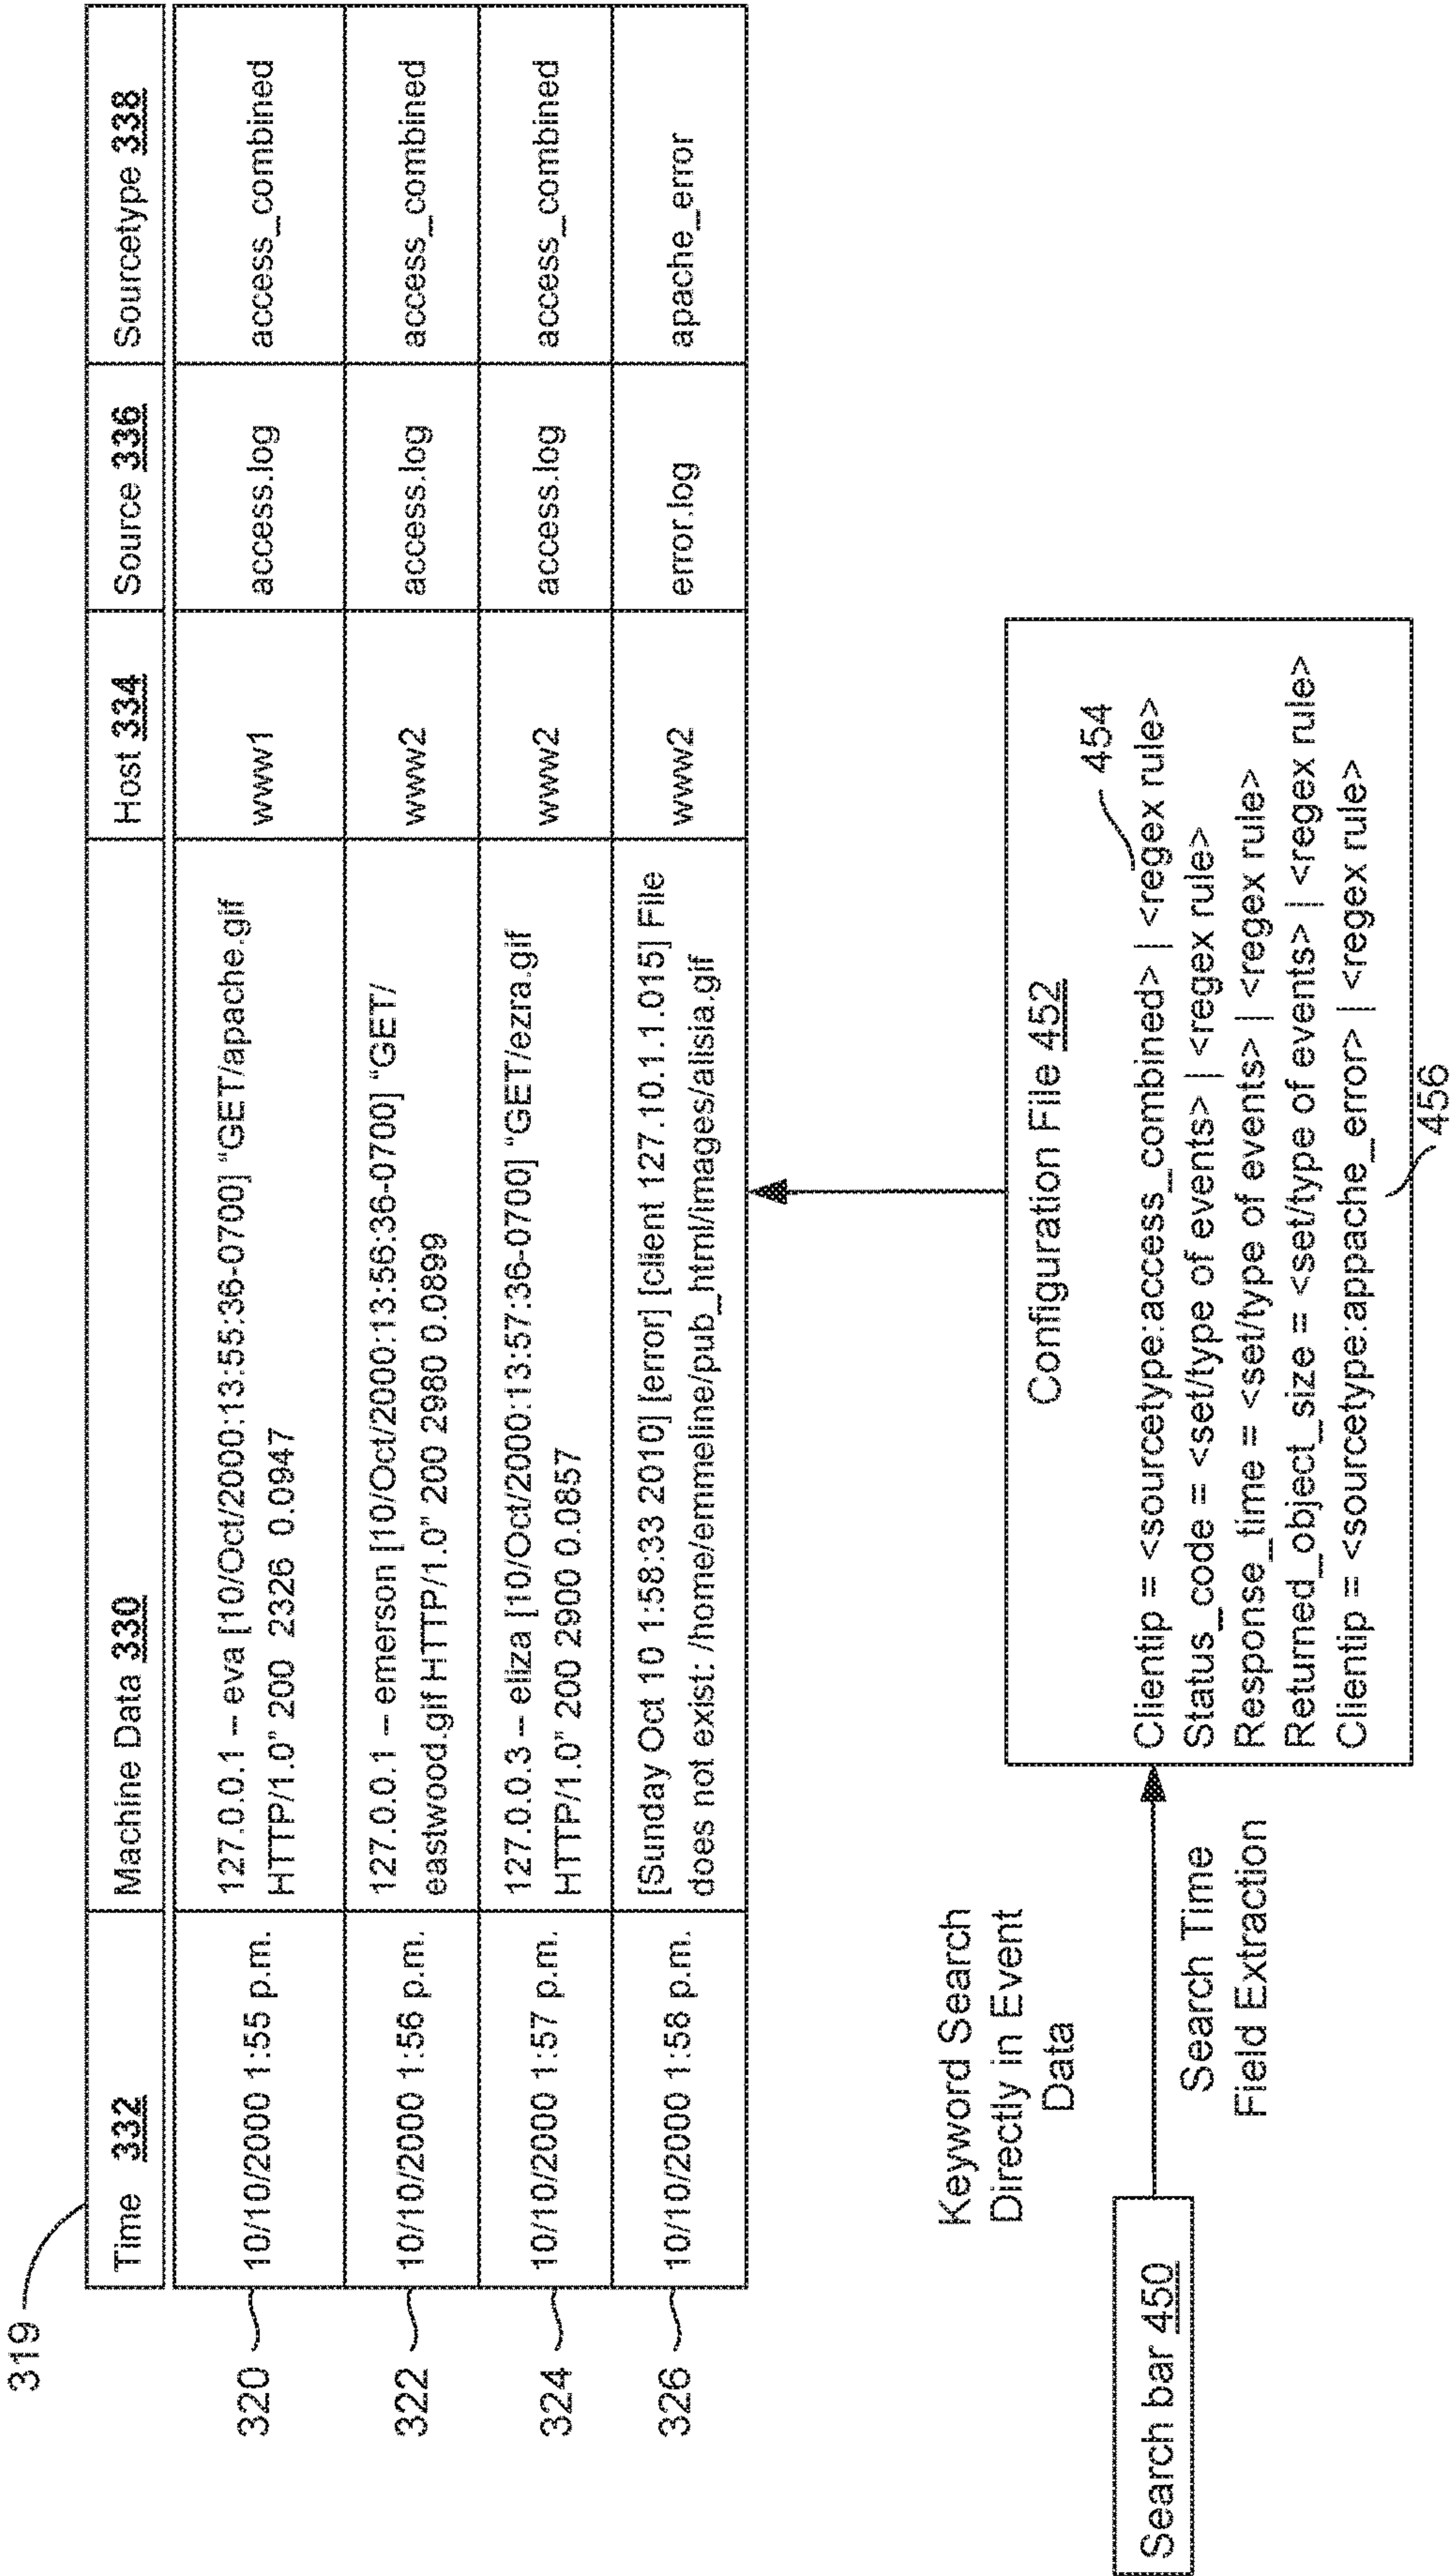 319
Time 332
Machine Data 330
Host 334
Source 336
Sourcetype 338
320
10/10/2000 1:55 p.m.
127.0.0.1 – eva [10/Oct/2000:13:55:36-0700] “GET/apache.gif
HTTP/1.0” 200 2326 0.0947
www1
access.log
access_combined
322
10/10/2000 1:56 p.m.
127.0.0.1 – emerson [10/Oct/2000:13:56:36-0700] “GET/
eastwood.gif HTTP/1.0” 200 2980 0.0899
www2
access.log
access_combined
324
10/10/2000 1:57 p.m.
127.0.0.3 – eliza [10/Oct/2000:13:57:36-0700] “GET/ezra.gif
HTTP/1.0” 200 2900 0.0857
www2
access.log
access_combined
326
10/10/2000 1:58 p.m.
[Sunday Oct 10 1:58:33 2010] [error] [client 127.10.1.1.015] File
does not exist: /home/emmeline/pub_html/images/alisia.gif
www2
error.log
apache_error
Keyword Search
Directly in Event
Data
Search bar 450
Search Time
Field Extraction
Configuration File 452
454
Clientip = <sourcetype:access_combined> | <regex rule>
Status_code = <set/type of events> | <regex rule>
Response_time = <set/type of events> | <regex rule>
Returned_object_size = <set/type of events> | <regex rule>
Clientip = <sourcetype:appache_error> | <regex rule>
456